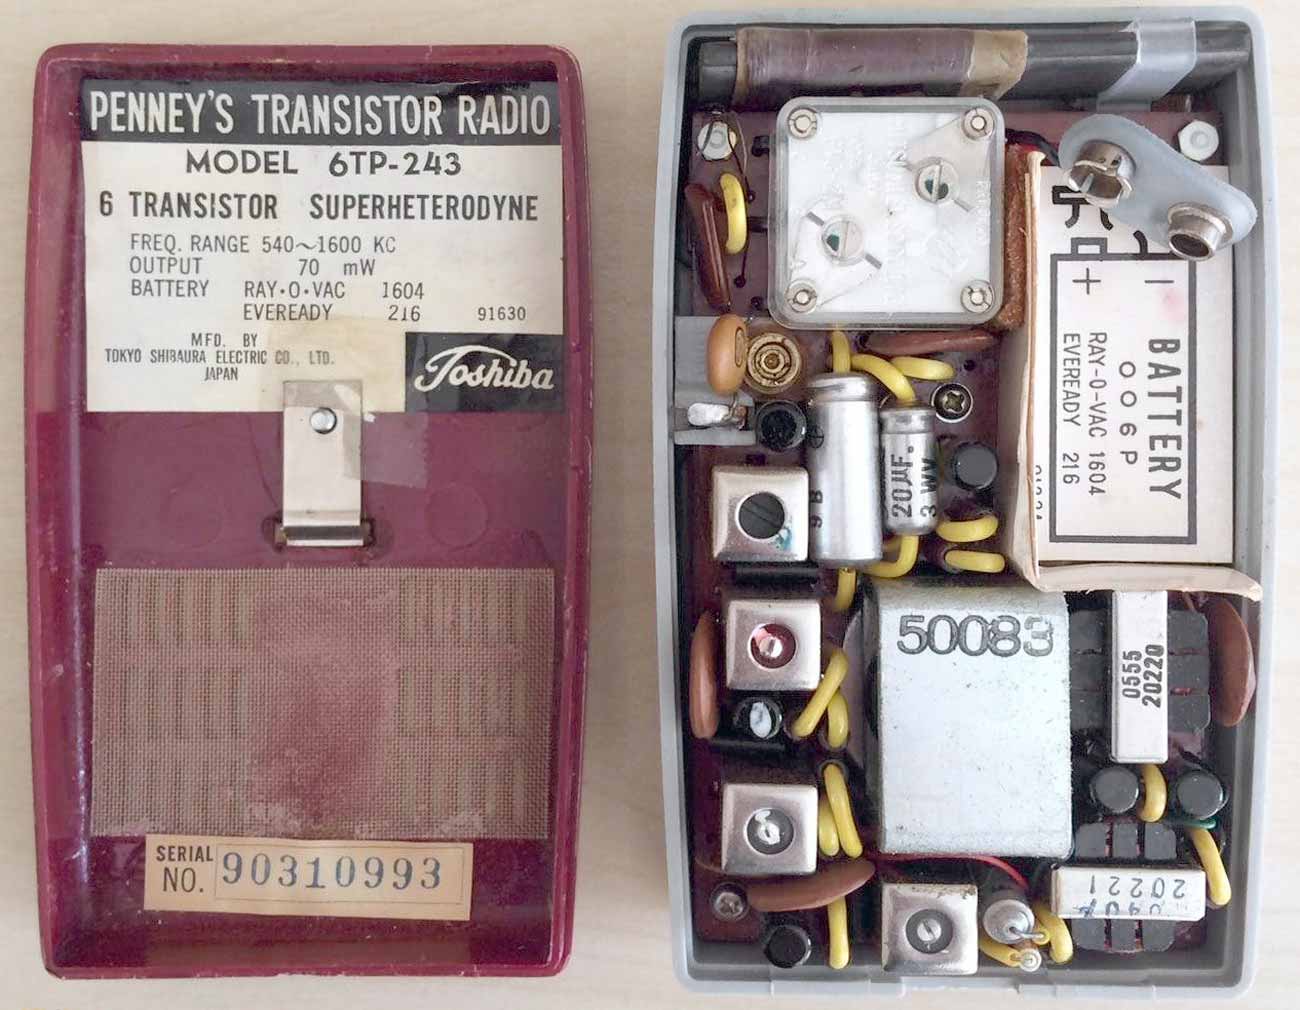 PENNEY'S TRANSISTOR RADIO
MODEL 6TP-243
6 TRANSISTOR SUPERHETERODYNE
FREQ. RANGE 540~1600 KC
OUTPUT 70 mW
BATTERY RAY·O·VAC 1604
EVEREADY 216 91630
MFD. BY
TOKYO SHIBAURA ELECTRIC CO., LTD.
JAPAN
Toshiba
SERIAL
NO. 90310993
+ −
BATTERY
006P
RAY-O-VAC 1604
EVEREADY 216
9 B
20µF.
3 WV
50083
0555
20220
20221